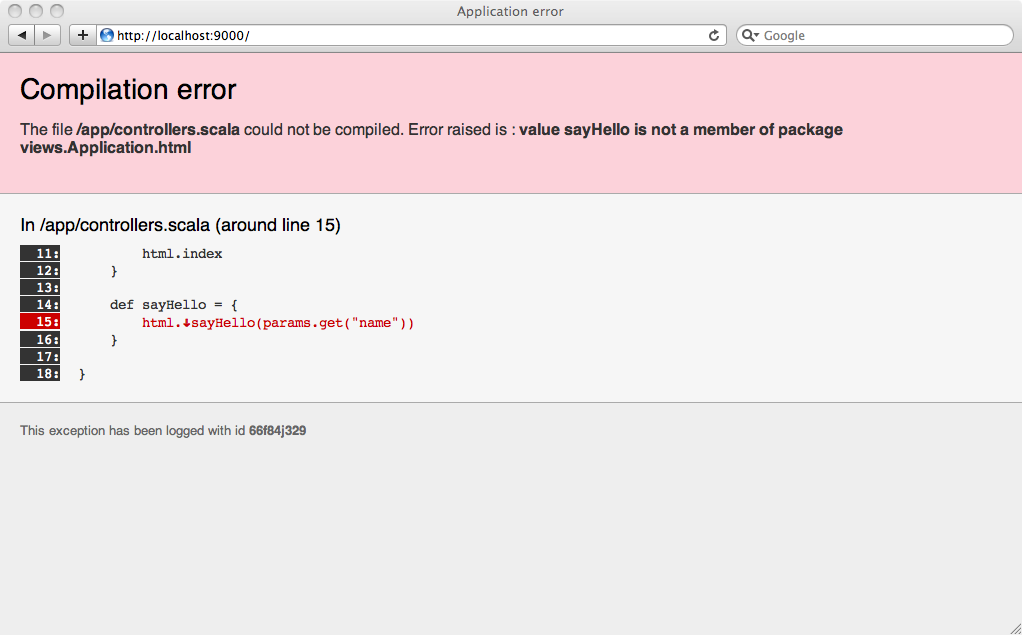 Application error
http://localhost:9000/
Google
Compilation error
The file /app/controllers.scala could not be compiled. Error raised is : value sayHello is not a member of package
views.Application.html
In /app/controllers.scala (around line 15)
11: html.index
12: }
13:
14: def sayHello = {
15: html.↓sayHello(params.get("name"))
16: }
17:
18: }
This exception has been logged with id 66f84j329